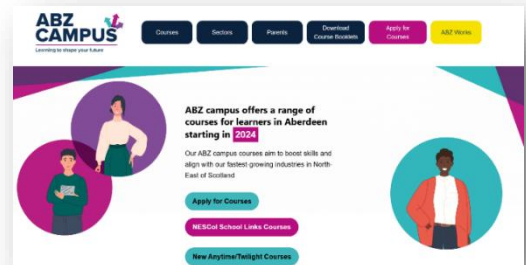 ABZ
CAMPUS
Learning to shape your future
Courses
Sectors
Parents
Download
Course Booklets
Apply for
Courses
ABZ Works
ABZ campus offers a range of
courses for learners in Aberdeen
starting in 2024
Our ABZ campus courses aim to boost skills and
align with our fastest-growing industries in North-
East of Scotland
Apply for Courses
NESCol School Links Courses
New Anytime/Twilight Courses